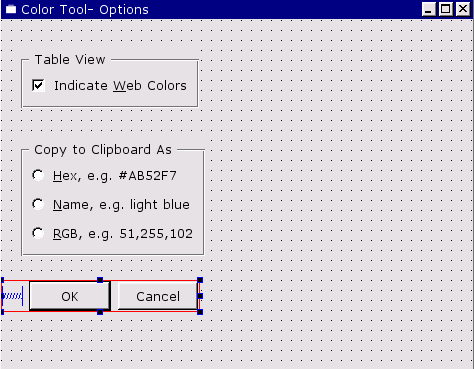 Color Tool- Options
Table View
Indicate Web Colors
Copy to Clipboard As
Hex, e.g. #AB52F7
Name, e.g. light blue
RGB, e.g. 51,255,102
OK Cancel